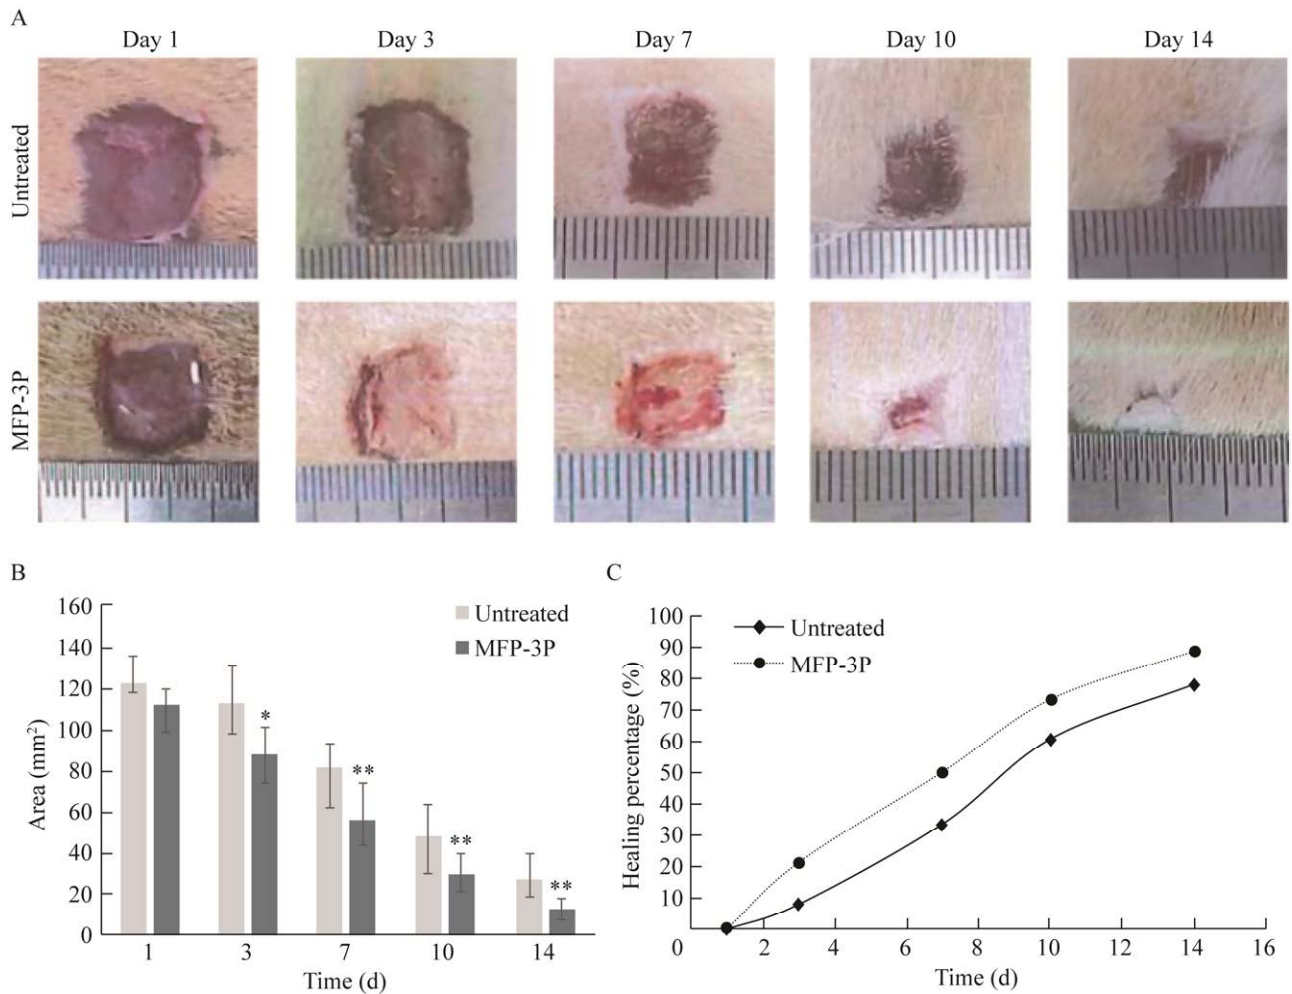 A
Day 1 Day 3 Day 7 Day 10 Day 14
Untreated
MFP-3P
B
160
140
120
100
80
60
40
20
0
Area (mm²)
Untreated
MFP-3P
*
**
**
**
1 3 7 10 14
Time (d)
C
100
90
80
70
60
50
40
30
20
10
0
Healing percentage (%)
Untreated
MFP-3P
2 4 6 8 10 12 14 16
Time (d)